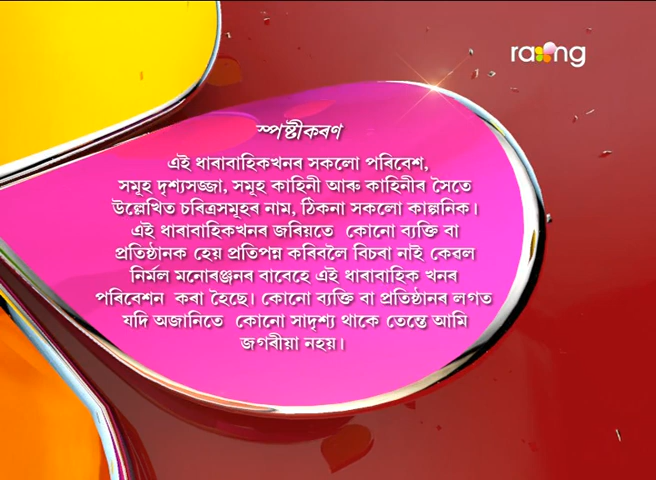 rang
স্পষ্টীকৰণ
এই ধাৰাবাহিকখনৰ সকলো পৰিবেশ,
সমূহ দৃশ্যসজ্জা, সমূহ কাহিনী আৰু কাহিনীৰ সৈতে
উল্লেখিত চৰিত্ৰসমূহৰ নাম, ঠিকনা সকলো কাল্পনিক।
এই ধাৰাবাহিকখনৰ জৰিয়তে কোনো ব্যক্তি বা
প্ৰতিষ্ঠানক হেয় প্ৰতিপন্ন কৰিবলৈ বিচৰা নাই কেৱল
নিৰ্মল মনোৰঞ্জনৰ বাবেহে এই ধাৰাবাহিক খনৰ
পৰিবেশন কৰা হৈছে। কোনো ব্যক্তি বা প্ৰতিষ্ঠানৰ লগত
যদি অজানিতে কোনো সাদৃশ্য থাকে তেন্তে আমি
জগৰীয়া নহয়।